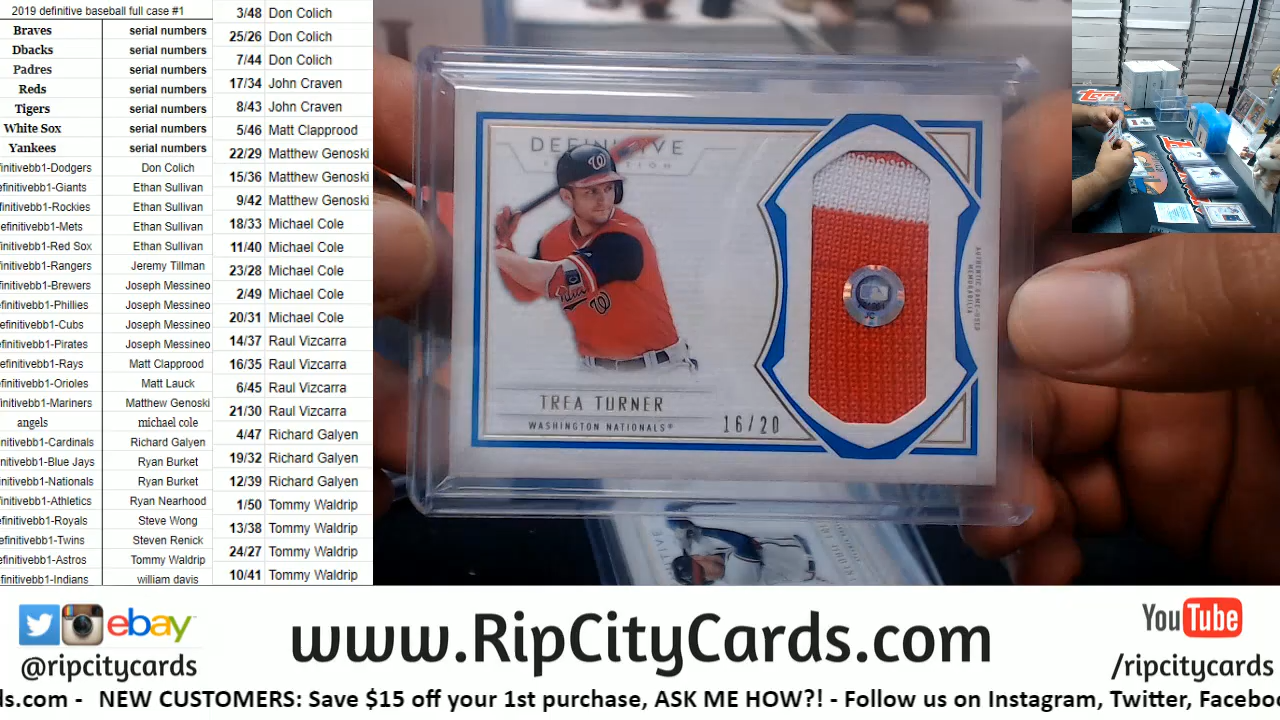 2019 definitive baseball full case #1
Braves serial numbers
Dbacks serial numbers
Padres serial numbers
Reds serial numbers
Tigers serial numbers
White Sox serial numbers
Yankees serial numbers
efinitivebb1-Dodgers Don Colich
efinitivebb1-Giants Ethan Sullivan
efinitivebb1-Rockies Ethan Sullivan
efinitivebb1-Mets Ethan Sullivan
efinitivebb1-Red Sox Ethan Sullivan
efinitivebb1-Rangers Jeremy Tillman
efinitivebb1-Brewers Joseph Messineo
efinitivebb1-Phillies Joseph Messineo
efinitivebb1-Cubs Joseph Messineo
efinitivebb1-Pirates Joseph Messineo
efinitivebb1-Rays Matt Clapprood
efinitivebb1-Orioles Matt Lauck
efinitivebb1-Mariners Matthew Genoski
angels michael cole
initivebb1-Cardinals Richard Galyen
nitivebb1-Blue Jays Ryan Burket
nitivebb1-Nationals Ryan Burket
finitivebb1-Athletics Ryan Nearhood
efinitivebb1-Royals Steve Wong
efinitivebb1-Twins Steven Renick
efinitivebb1-Astros Tommy Waldrip
efinitivebb1-Indians william davis
3/48 Don Colich
25/26 Don Colich
7/44 Don Colich
17/34 John Craven
8/43 John Craven
5/46 Matt Clapprood
22/29 Matthew Genoski
15/36 Matthew Genoski
9/42 Matthew Genoski
18/33 Michael Cole
11/40 Michael Cole
23/28 Michael Cole
2/49 Michael Cole
20/31 Michael Cole
14/37 Raul Vizcarra
16/35 Raul Vizcarra
6/45 Raul Vizcarra
21/30 Raul Vizcarra
4/47 Richard Galyen
19/32 Richard Galyen
12/39 Richard Galyen
1/50 Tommy Waldrip
13/38 Tommy Waldrip
24/27 Tommy Waldrip
10/41 Tommy Waldrip
DEFINITIVE
W
W
TREA TURNER
WASHINGTON NATIONALS®
16/20
AUTHENTIC GAME-USED
MEMORABILIA
JC
ebay
@ripcitycards
www.RipCityCards.com
YouTube
/ripcitycards
ds.com - NEW CUSTOMERS: Save $15 off your 1st purchase, ASK ME HOW?! - Follow us on Instagram, Twitter, Facebo